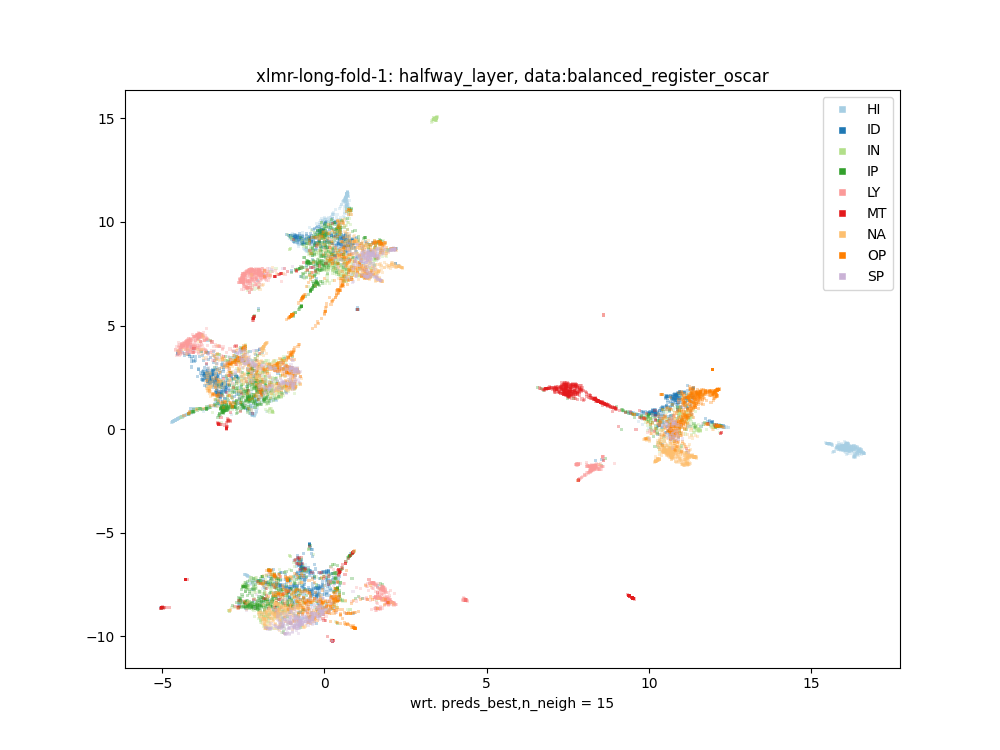 xlmr-long-fold-1: halfway_layer, data:balanced_register_oscar
HI
ID
IN
IP
LY
MT
NA
OP
SP
15
10
5
0
−5
−10
−5
0
5
10
15
wrt. preds_best,n_neigh = 15